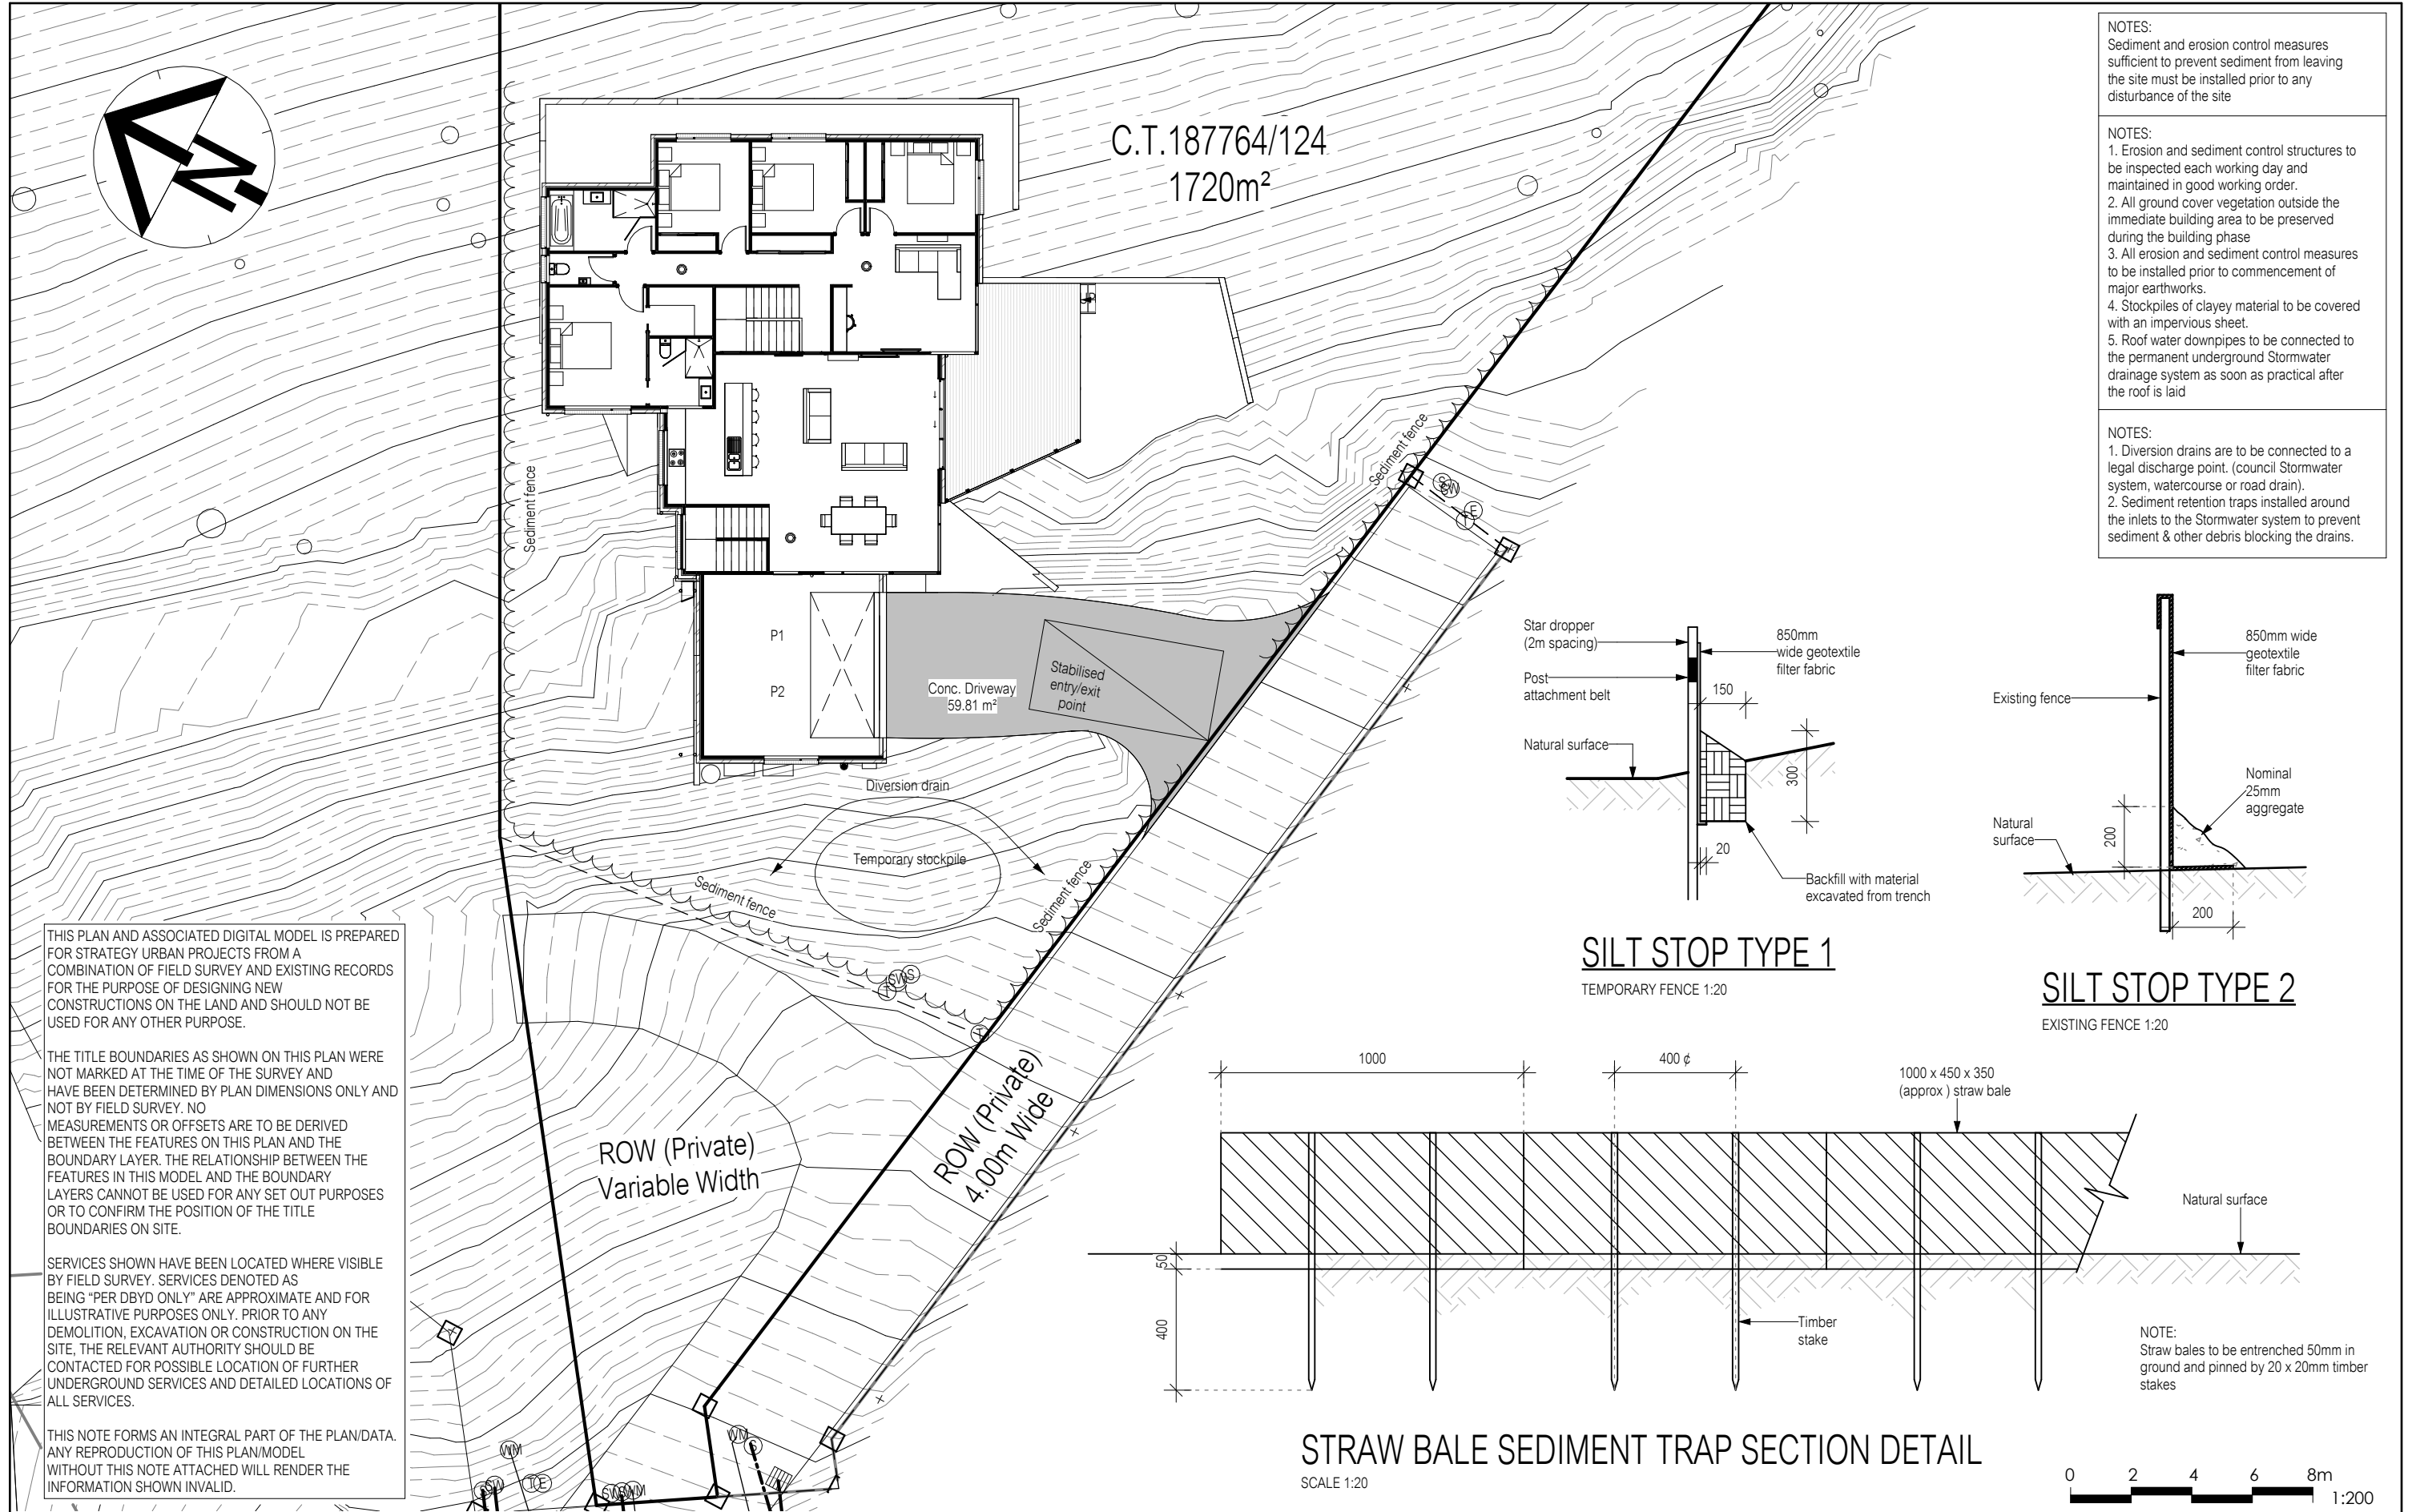 C.T.187764/124
1720m²
NOTES:
Sediment and erosion control measures
sufficient to prevent sediment from leaving
the site must be installed prior to any
disturbance of the site
NOTES:
1. Erosion and sediment control structures to
be inspected each working day and
maintained in good working order.
2. All ground cover vegetation outside the
immediate building area to be preserved
during the building phase
3. All erosion and sediment control measures
to be installed prior to commencement of
major earthworks.
4. Stockpiles of clayey material to be covered
with an impervious sheet.
5. Roof water downpipes to be connected to
the permanent underground Stormwater
drainage system as soon as practical after
the roof is laid
NOTES:
1. Diversion drains are to be connected to a
legal discharge point. (council Stormwater
system, watercourse or road drain).
2. Sediment retention traps installed around
the inlets to the Stormwater system to prevent
sediment & other debris blocking the drains.
N
Sediment fence
Sediment fence
SW
E
T
P1
P2
Conc. Driveway
59.81 m²
Stabilised
entry/exit
point
Diversion drain
Temporary stockpile
Sediment fence
Sediment fence
T
SW
S
T
ROW (Private)
Variable Width
ROW (Private)
4.00m Wide
WM
SW
T
E
WM
S
WM
THIS PLAN AND ASSOCIATED DIGITAL MODEL IS PREPARED
FOR STRATEGY URBAN PROJECTS FROM A
COMBINATION OF FIELD SURVEY AND EXISTING RECORDS
FOR THE PURPOSE OF DESIGNING NEW
CONSTRUCTIONS ON THE LAND AND SHOULD NOT BE
USED FOR ANY OTHER PURPOSE.
THE TITLE BOUNDARIES AS SHOWN ON THIS PLAN WERE
NOT MARKED AT THE TIME OF THE SURVEY AND
HAVE BEEN DETERMINED BY PLAN DIMENSIONS ONLY AND
NOT BY FIELD SURVEY. NO
MEASUREMENTS OR OFFSETS ARE TO BE DERIVED
BETWEEN THE FEATURES ON THIS PLAN AND THE
BOUNDARY LAYER. THE RELATIONSHIP BETWEEN THE
FEATURES IN THIS MODEL AND THE BOUNDARY
LAYERS CANNOT BE USED FOR ANY SET OUT PURPOSES
OR TO CONFIRM THE POSITION OF THE TITLE
BOUNDARIES ON SITE.
SERVICES SHOWN HAVE BEEN LOCATED WHERE VISIBLE
BY FIELD SURVEY. SERVICES DENOTED AS
BEING “PER DBYD ONLY” ARE APPROXIMATE AND FOR
ILLUSTRATIVE PURPOSES ONLY. PRIOR TO ANY
DEMOLITION, EXCAVATION OR CONSTRUCTION ON THE
SITE, THE RELEVANT AUTHORITY SHOULD BE
CONTACTED FOR POSSIBLE LOCATION OF FURTHER
UNDERGROUND SERVICES AND DETAILED LOCATIONS OF
ALL SERVICES.
THIS NOTE FORMS AN INTEGRAL PART OF THE PLAN/DATA.
ANY REPRODUCTION OF THIS PLAN/MODEL
WITHOUT THIS NOTE ATTACHED WILL RENDER THE
INFORMATION SHOWN INVALID.
Star dropper
(2m spacing)
Post
attachment belt
Natural surface
850mm
wide geotextile
filter fabric
150
300
20
Backfill with material
excavated from trench
SILT STOP TYPE 1
TEMPORARY FENCE 1:20
850mm wide
geotextile
filter fabric
Existing fence
Nominal
25mm
aggregate
Natural
surface
200
200
SILT STOP TYPE 2
EXISTING FENCE 1:20
1000
400 ¢
1000 x 450 x 350
(approx ) straw bale
Natural surface
50
400
Timber
stake
NOTE:
Straw bales to be entrenched 50mm in
ground and pinned by 20 x 20mm timber
stakes
STRAW BALE SEDIMENT TRAP SECTION DETAIL
SCALE 1:20
0 2 4 6 8m
1:200